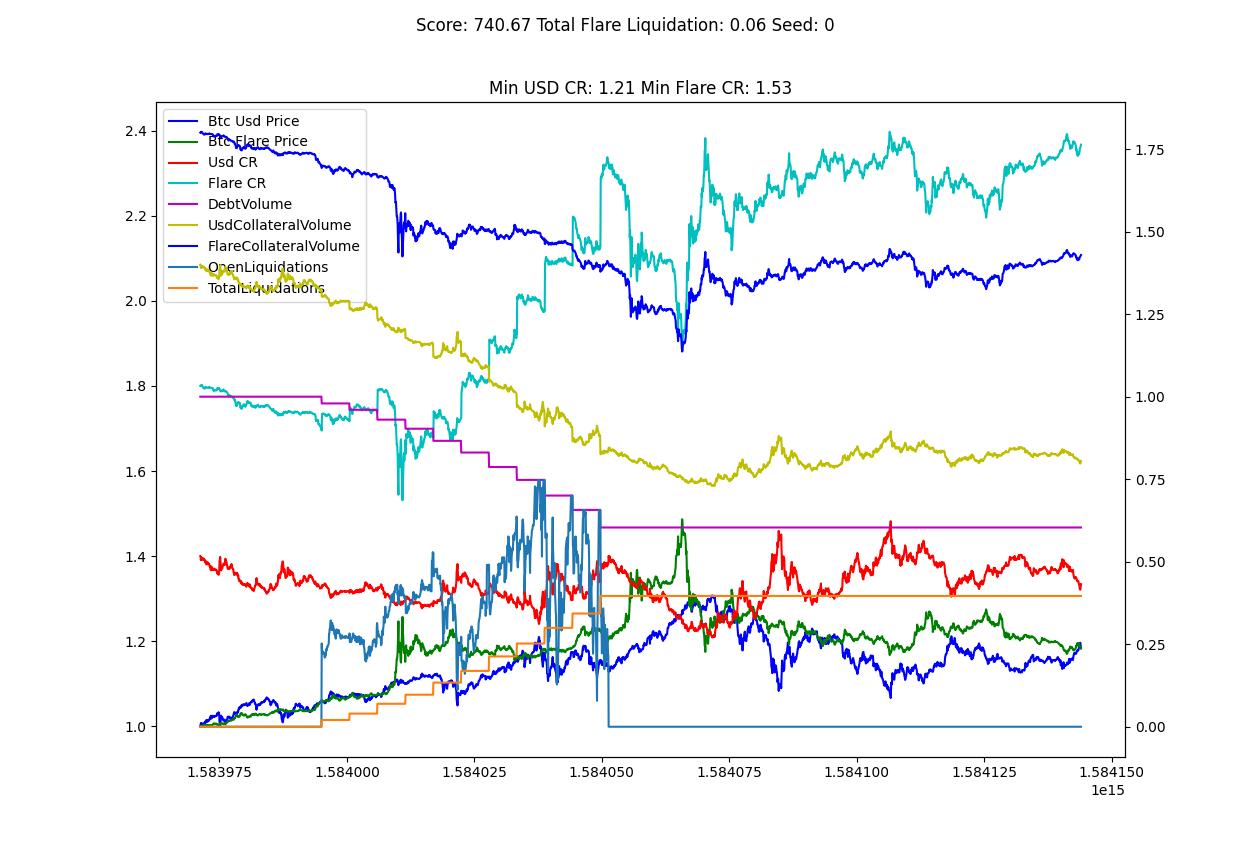 Score: 740.67 Total Flare Liquidation: 0.06 Seed: 0
Min USD CR: 1.21 Min Flare CR: 1.53
Btc Usd Price
Btc Flare Price
Usd CR
Flare CR
DebtVolume
UsdCollateralVolume
FlareCollateralVolume
OpenLiquidations
TotalLiquidations
2.4
2.2
2.0
1.8
1.6
1.4
1.2
1.0
1.75
1.50
1.25
1.00
0.75
0.50
0.25
0.00
1.583975 1.584000 1.584025 1.584050 1.584075 1.584100 1.584125 1.584150
1e15